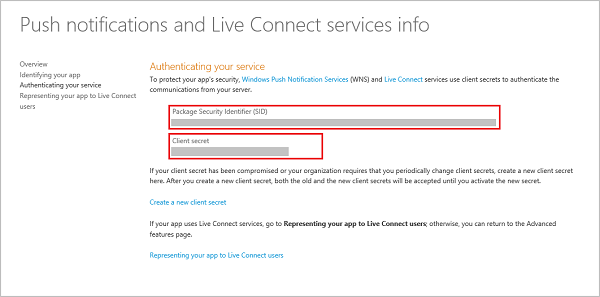 Push notifications and Live Connect services info
Overview
Identifying your app
Authenticating your service
Representing your app to Live Connect
users
Authenticating your service
To protect your app's security, Windows Push Notification Services (WNS) and Live Connect services use client secrets to authenticate the
communications from your server.
Package Security Identifier (SID)
Client secret
If your client secret has been compromised or your organization requires that you periodically change client secrets, create a new client secret
here. After you create a new client secret, both the old and the new client secrets will be accepted until you activate the new secret.
Create a new client secret
If your app uses Live Connect services, go to Representing your app to Live Connect users; otherwise, you can return to the Advanced
features page.
Representing your app to Live Connect users